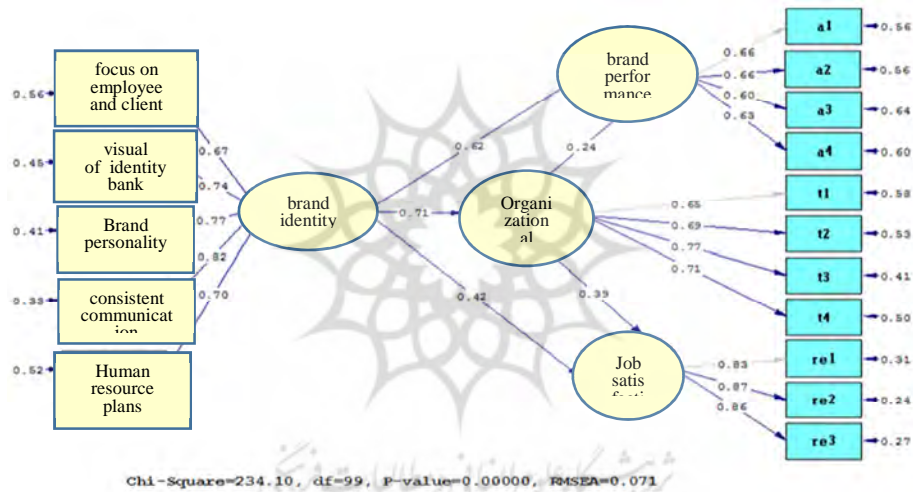 focus on
employee
and client
visual
of identity
bank
Brand
personality
consistent
communicat
ion
Human
resource
plans
0.56
0.45
0.41
0.33
0.52
0.67
0.74
0.77
0.82
0.70
brand
identity
0.62
0.71
0.42
brand
perfor
mance
0.24
Organi
zation
al
0.39
Job
satis
0.66
0.66
0.60
0.63
0.65
0.69
0.77
0.71
0.83
0.87
0.86
a1
a2
a3
a4
t1
t2
t3
t4
re1
re2
re3
0.56
0.56
0.64
0.60
0.58
0.53
0.41
0.50
0.31
0.24
0.27
Chi-Square=234.10, df=99, P-value=0.00000, RMSEA=0.071